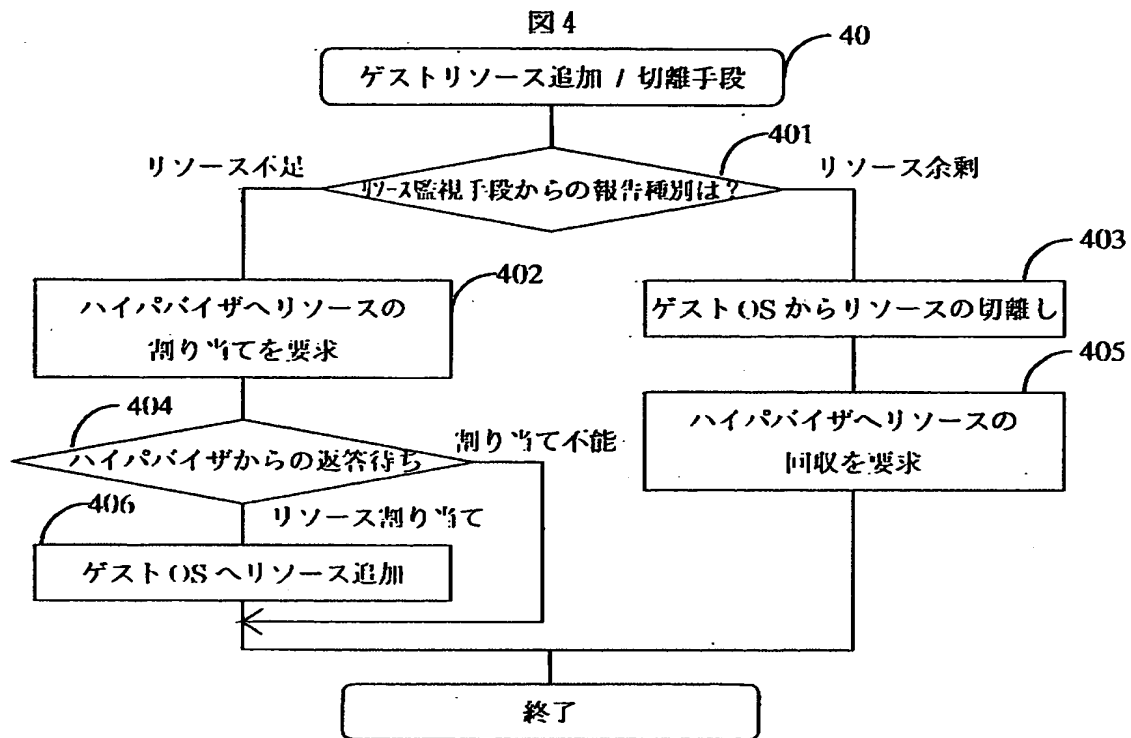 図4
40
ゲストリソース追加 / 切離手段
401
リソース不足
リソース監視手段からの報告種別は?
リソース余剰
402
403
ハイパバイザへリソースの
割り当てを要求
ゲストOSからリソースの切離し
404
405
ハイパバイザからの返答待ち
割り当て不能
ハイパバイザへリソースの
回収を要求
406
リソース割り当て
ゲストOSへリソース追加
終了